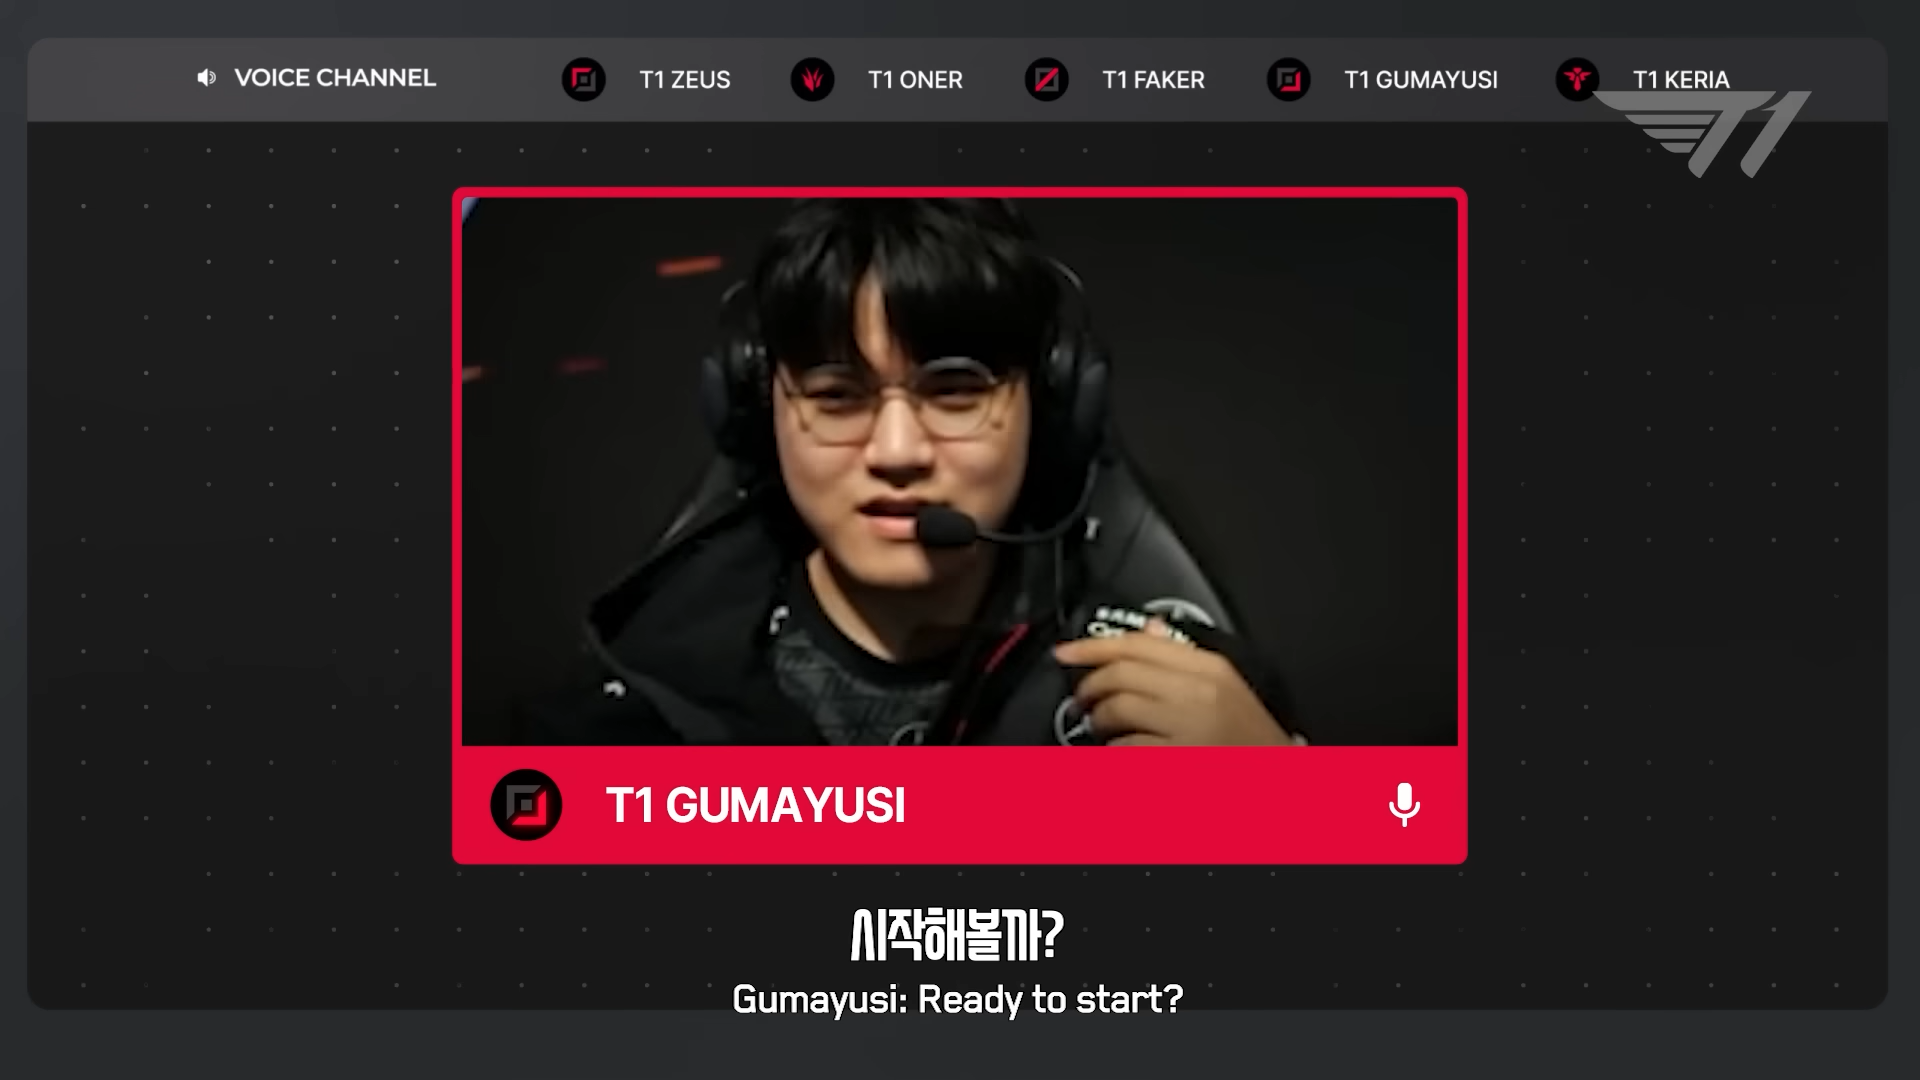 VOICE CHANNEL
T1 ZEUS
T1 ONER
T1 FAKER
T1 GUMAYUSI
T1 KERIA
T1
T1 GUMAYUSI
시작해볼까?
Gumayusi: Ready to start?